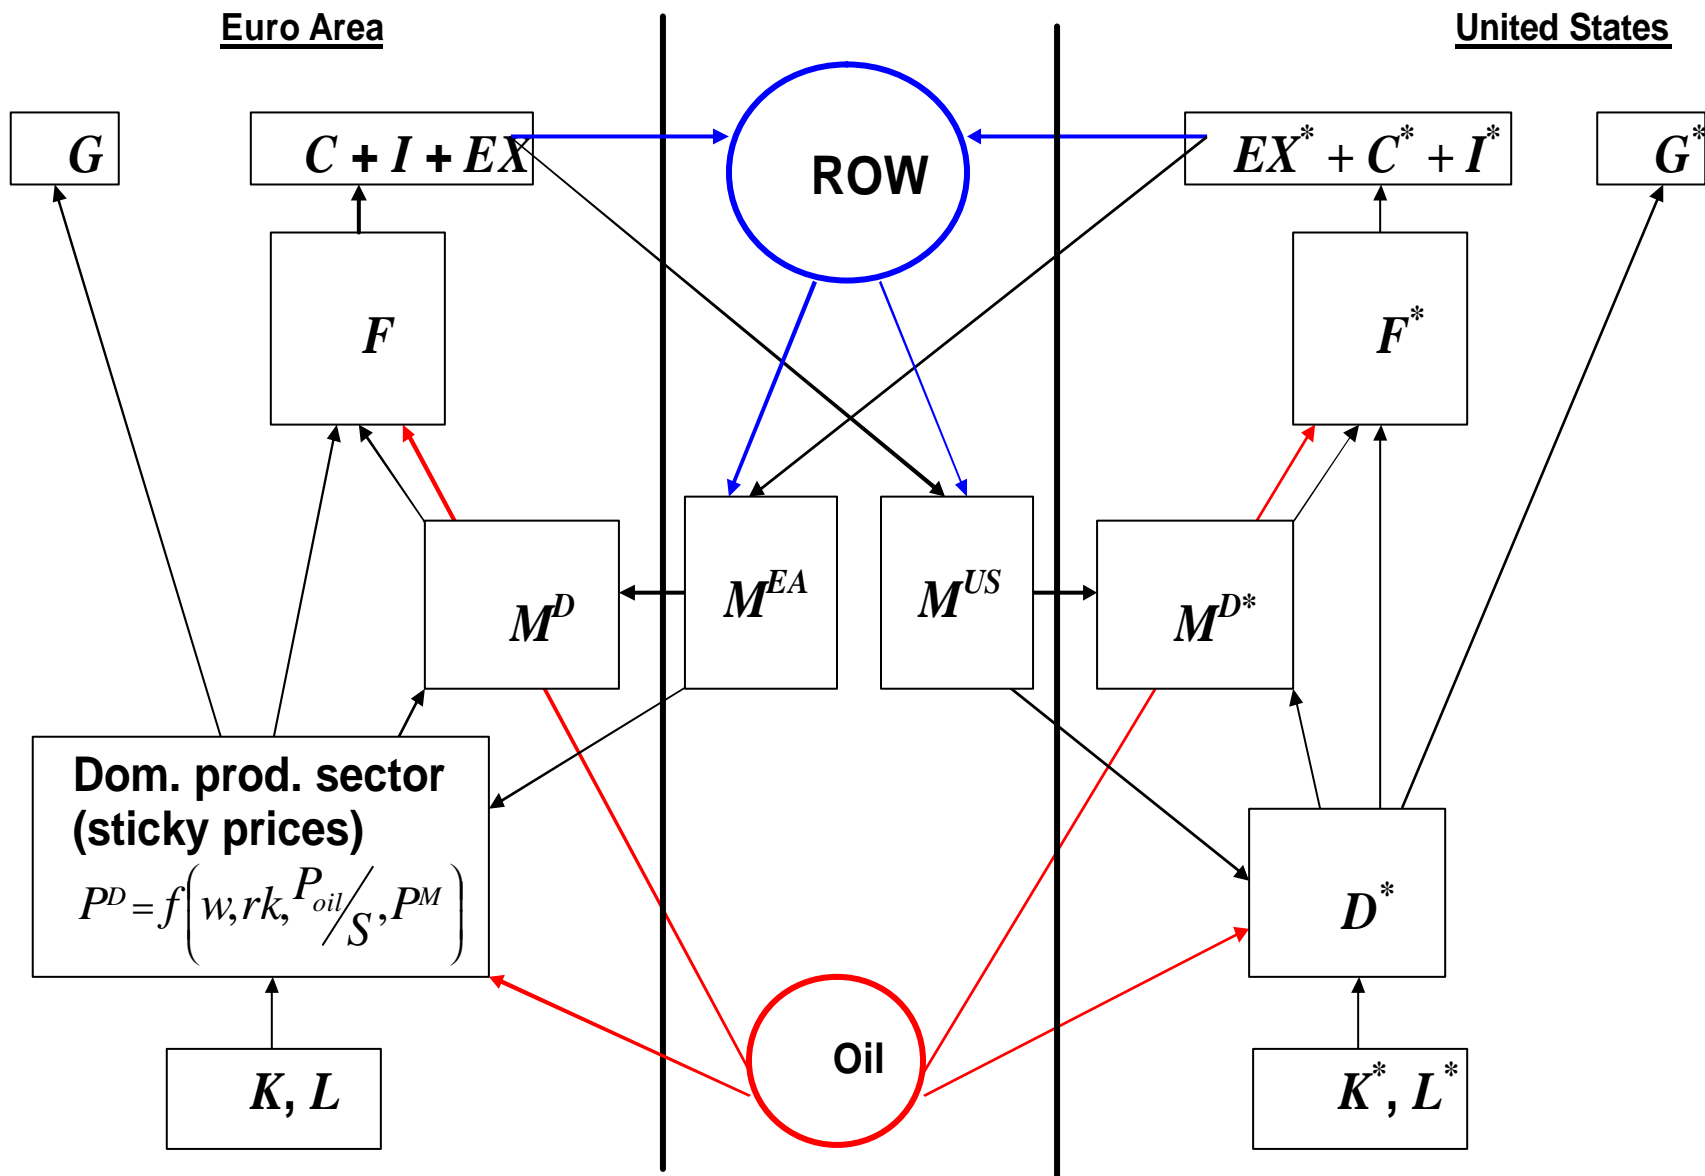 Euro Area
United States
G
C + I + EX
ROW
EX* + C* + I*
G*
F
F*
M^D
M^EA
M^US
M^D*
Dom. prod. sector
(sticky prices)
P^D = f(w, rk, P_oil/S, P^M)
D*
Oil
K, L
K*, L*